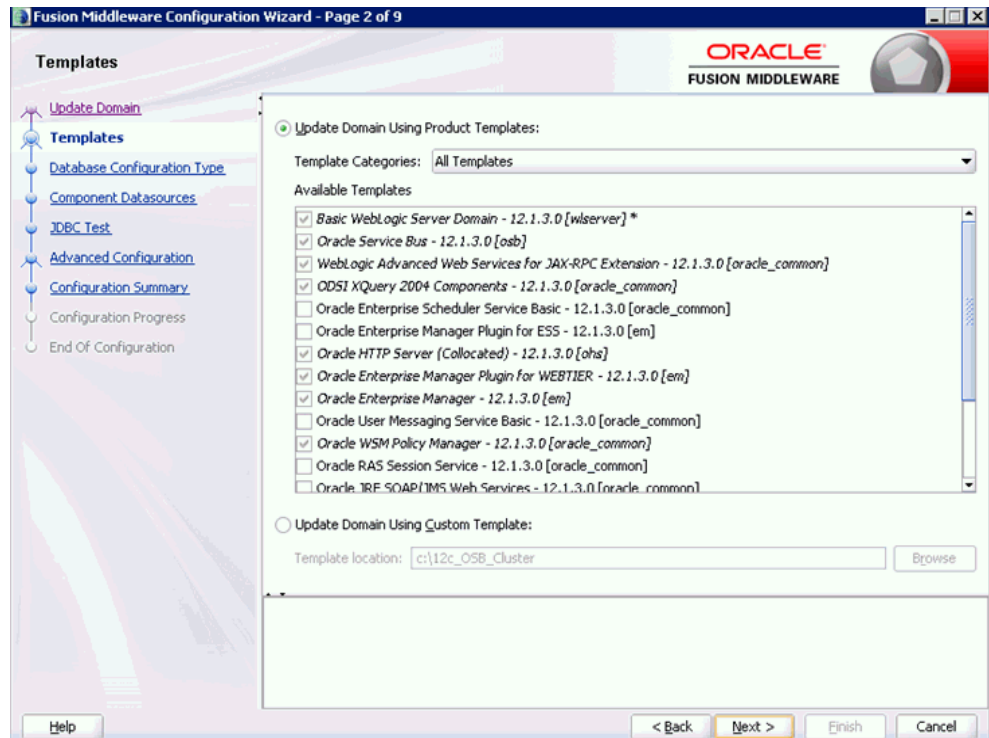 Fusion Middleware Configuration Wizard - Page 2 of 9
Templates
ORACLE
FUSION MIDDLEWARE
Update Domain
Templates
Database Configuration Type
Component Datasources
JDBC Test
Advanced Configuration
Configuration Summary
Configuration Progress
End Of Configuration
Update Domain Using Product Templates:
Template Categories: All Templates
Available Templates
Basic WebLogic Server Domain - 12.1.3.0 [wlserver] *
Oracle Service Bus - 12.1.3.0 [osb]
WebLogic Advanced Web Services for JAX-RPC Extension - 12.1.3.0 [oracle_common]
ODSI XQuery 2004 Components - 12.1.3.0 [oracle_common]
Oracle Enterprise Scheduler Service Basic - 12.1.3.0 [oracle_common]
Oracle Enterprise Manager Plugin for ESS - 12.1.3.0 [em]
Oracle HTTP Server (Collocated) - 12.1.3.0 [ohs]
Oracle Enterprise Manager Plugin for WEBTIER - 12.1.3.0 [em]
Oracle Enterprise Manager - 12.1.3.0 [em]
Oracle User Messaging Service Basic - 12.1.3.0 [oracle_common]
Oracle WSM Policy Manager - 12.1.3.0 [oracle_common]
Oracle RAS Session Service - 12.1.3.0 [oracle_common]
Oracle JRF SOAP/JMS Web Services - 12.1.3.0 [oracle_common]
Update Domain Using Custom Template:
Template location: c:\12c_OSB_Cluster
Browse
Help
< Back
Next >
Finish
Cancel